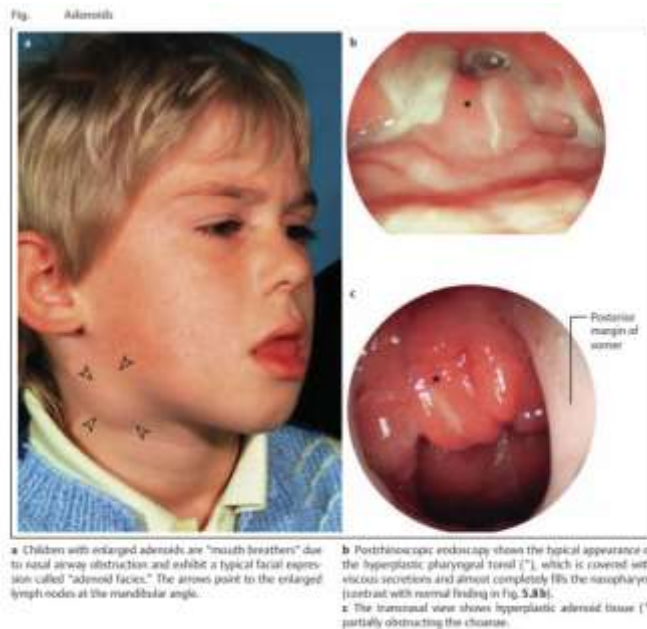 Fig. Adenoids
a
b
c
Posterior
margin of
vomer
a Children with enlarged adenoids are "mouth breathers" due
to nasal airway obstruction and exhibit a typical facial expres-
sion called "adenoid facies." The arrows point to the enlarged
lymph nodes at the mandibular angle.
b Postrhinoscopic endoscopy shows the typical appearance o
the hyperplastic pharyngeal tonsil (*), which is covered with
viscous secretions and almost completely fills the nasopharyn
(contrast with normal finding in Fig. 5.8 b).
c The transnasal view shows hyperplastic adenoid tissue (*
partially obstructing the choanae.